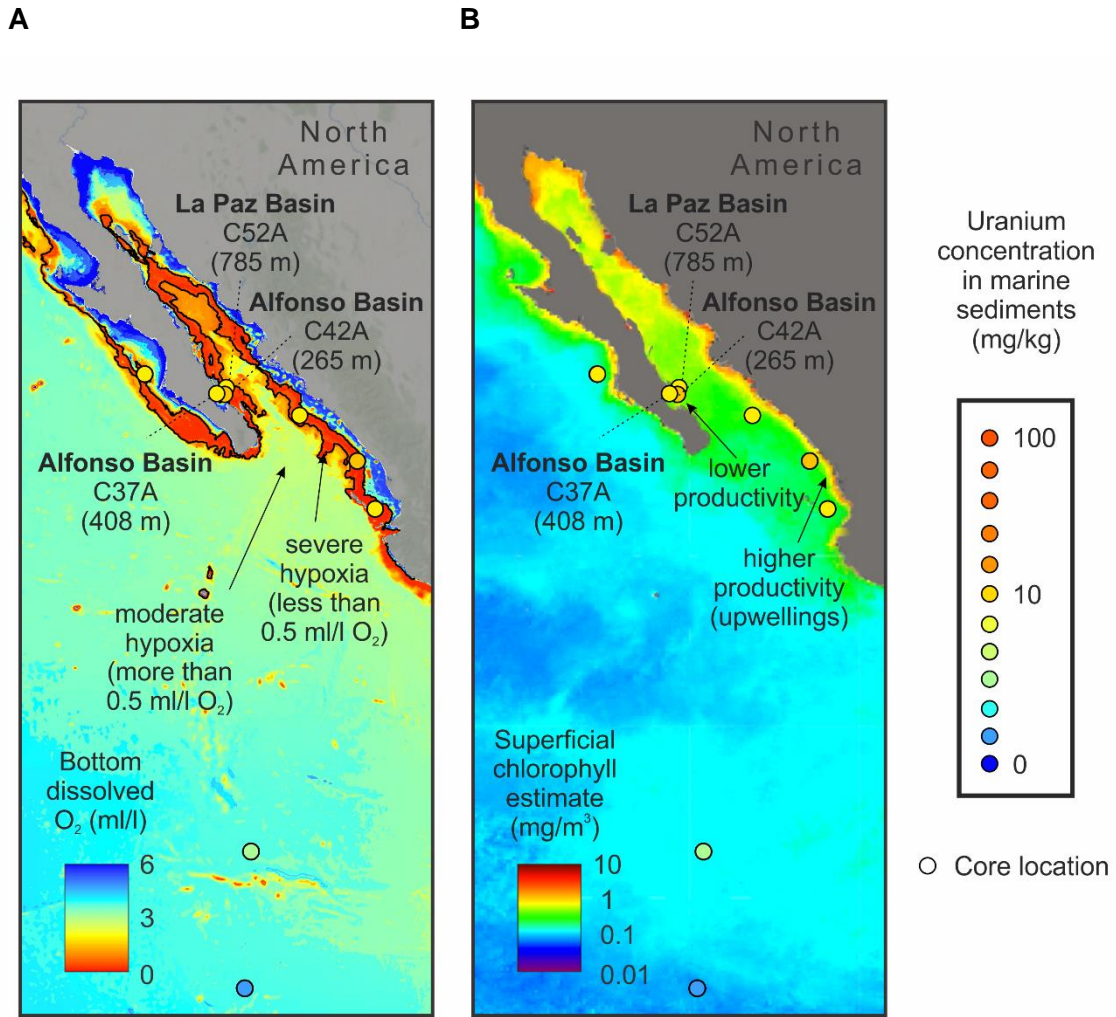 A
B
North
America
La Paz Basin
C52A
(785 m)
Alfonso Basin
C42A
(265 m)
Alfonso Basin
C37A
(408 m)
severe
hypoxia
(less than
0.5 ml/l O₂)
moderate
hypoxia
(more than
0.5 ml/l O₂)
Bottom
dissolved
O₂ (ml/l)
6
3
0
North
America
La Paz Basin
C52A
(785 m)
Alfonso Basin
C42A
(265 m)
Alfonso Basin
C37A
(408 m)
lower
productivity
higher
productivity
(upwellings)
Superficial
chlorophyll
estimate
(mg/m³)
10
1
0.1
0.01
Uranium
concentration
in marine
sediments
(mg/kg)
100
10
0
Core location